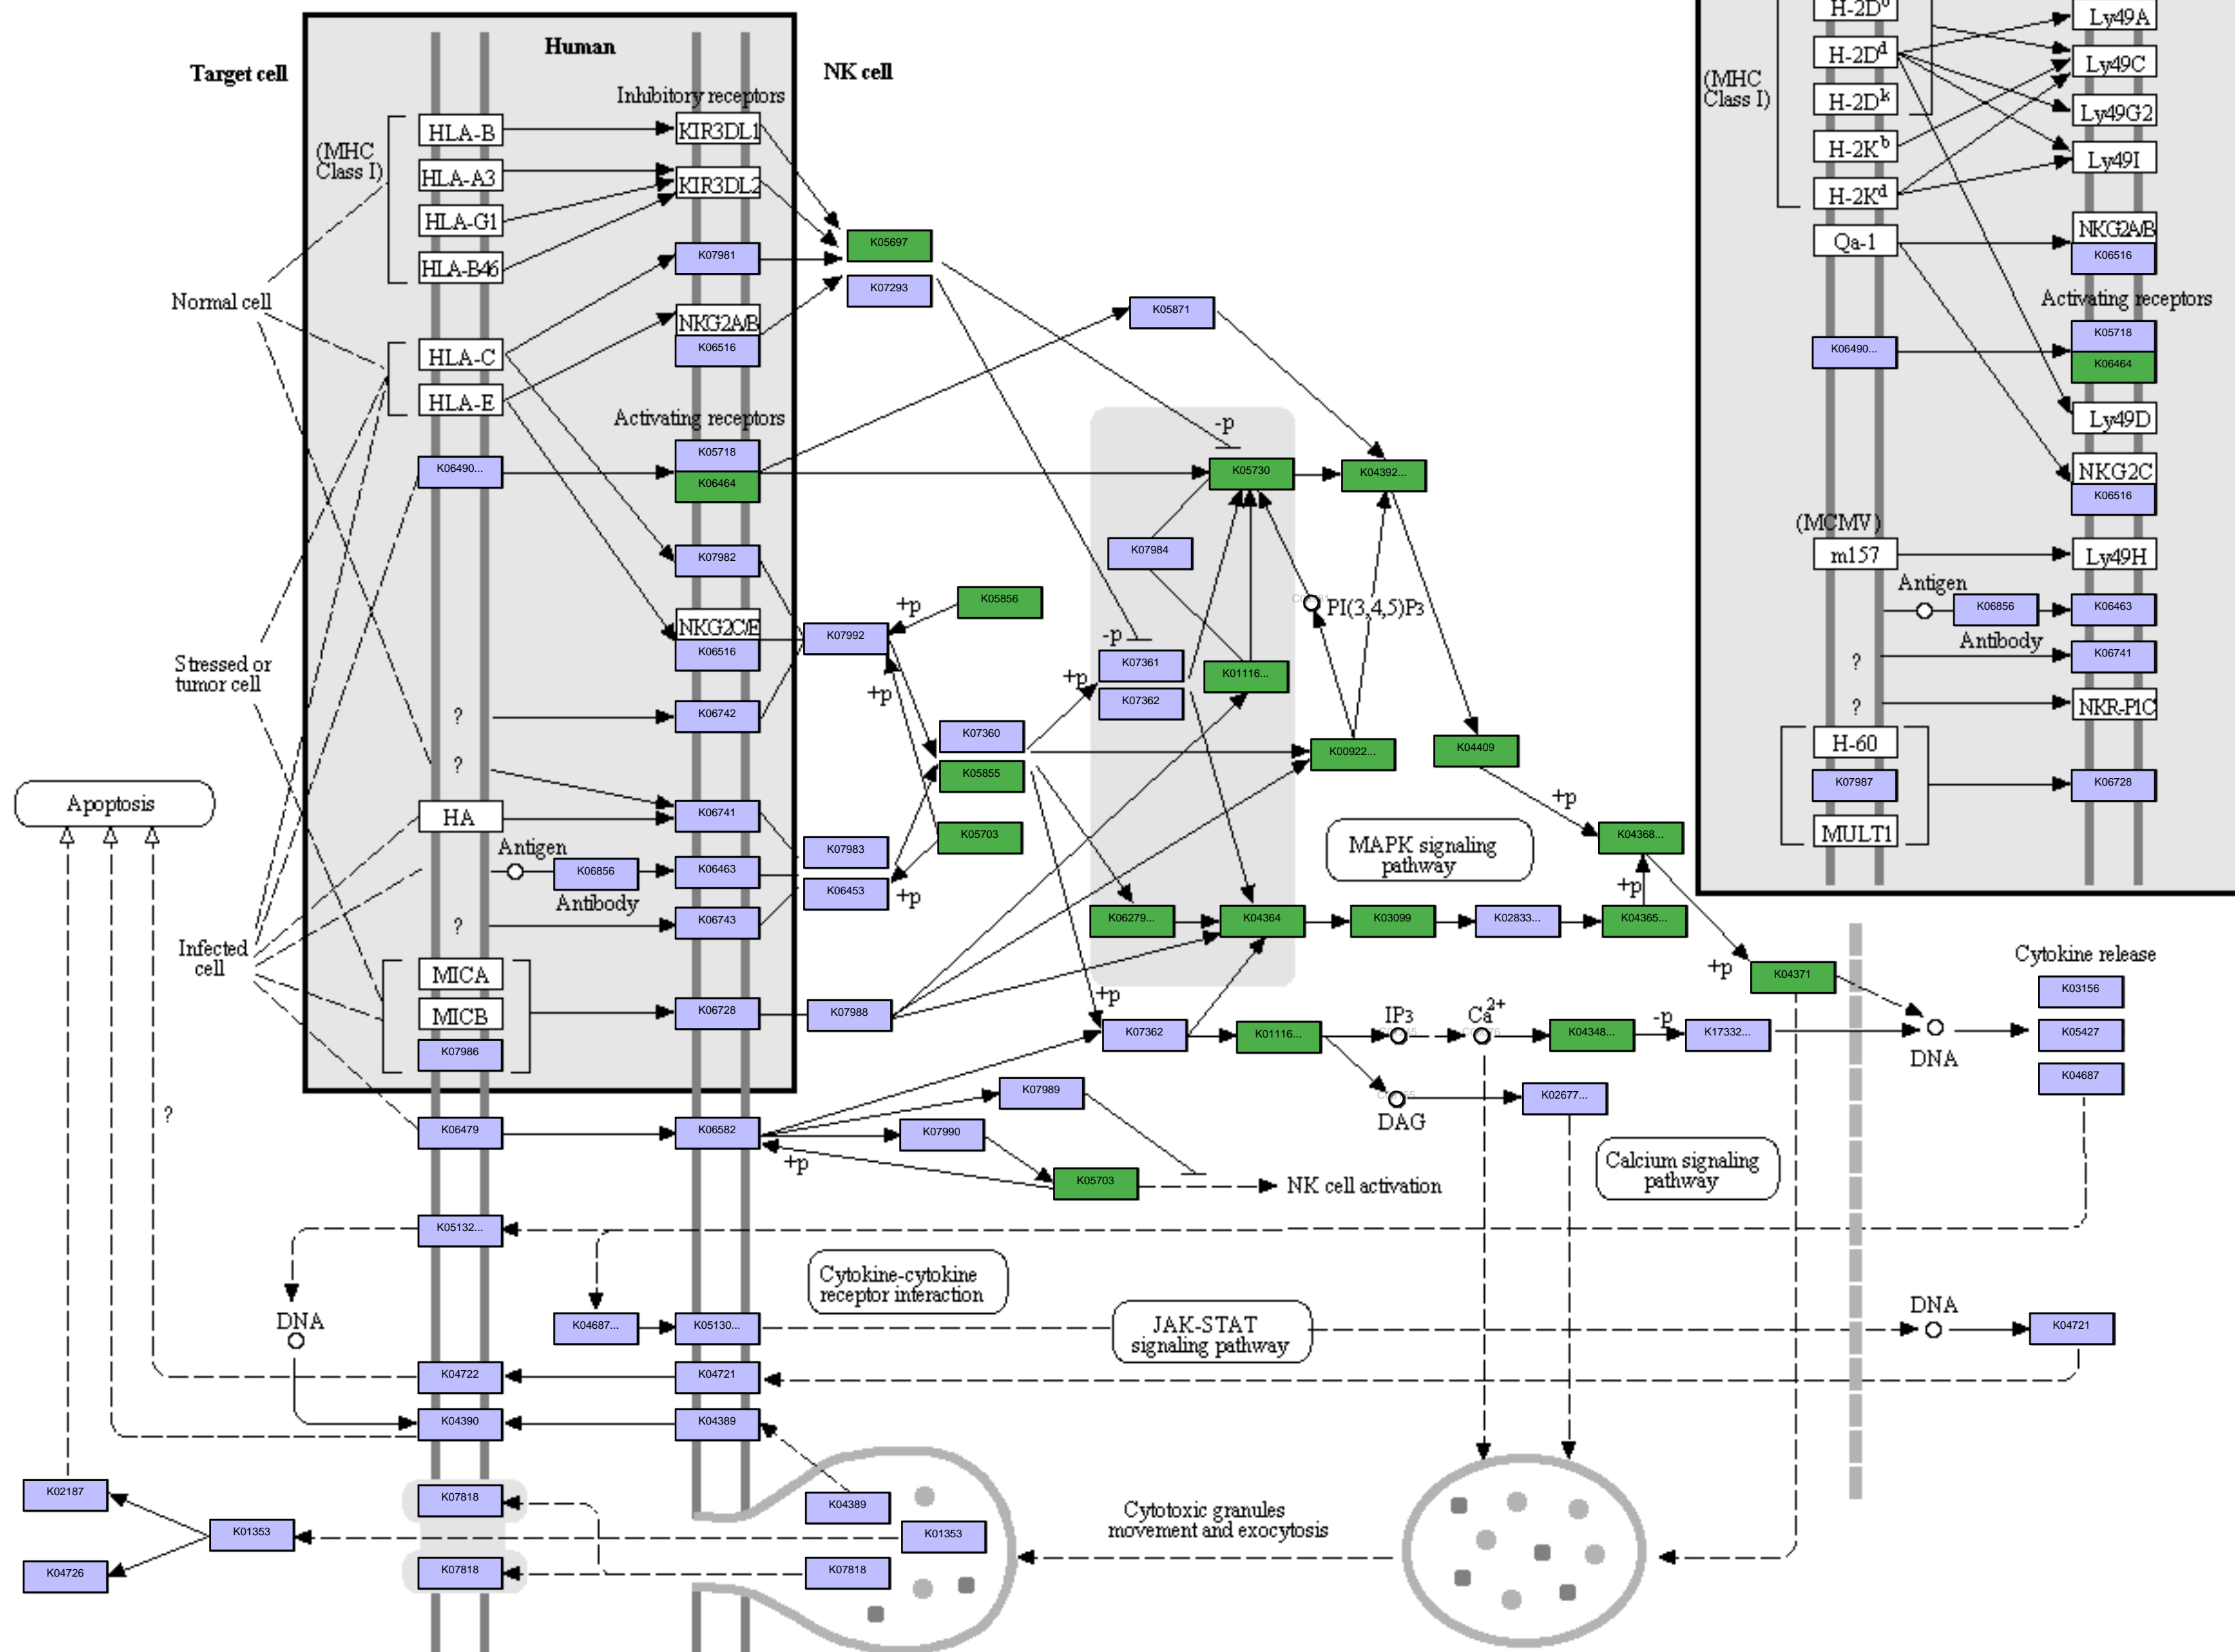 Human
Target cell
NK cell
Inhibitory receptors
(MHC
Class I)
HLA-B
KIR3DL1
HLA-A3
KIR3DL2
HLA-G1
HLA-B46
K07981
K05697
K07293
Normal cell
NKG2A/B
K06516
HLA-C
HLA-E
K05871
Activating receptors
K06490...
K05718
K06464
-p
K05730
K04392...
K07984
K07982
PI(3,4,5)P3
NKG2C/E
K06516
K07992
+p
K05856
+p
-p
K07361
K07362
K01116...
+p
Stressed or
tumor cell
?
K06742
K07360
K05855
K00922...
K04409
?
Apoptosis
HA
K06741
K05703
+p
K04368...
MAPK signaling
pathway
Antigen
K06856
Antibody
K06463
K07983
K06453
+p
+p
?
K06743
K06279...
K04364
K03099
K02833...
K04365...
Infected
cell
MICA
MICB
K07986
K06728
K07988
+p
K07362
K01116...
IP3
Ca2+
K04348...
-p
K17332...
+p
K04371
DNA
Cytokine release
K03156
K05427
K04687
DAG
K02677...
?
K06479
K06582
K07989
K07990
+p
K05703
NK cell activation
Calcium signaling
pathway
K05132...
Cytokine-cytokine
receptor interaction
DNA
K04687...
K05130...
JAK-STAT
signaling pathway
DNA
K04721
K04722
K04721
K04390
K04389
K02187
K01353
K04726
K07818
K07818
K04389
K01353
K07818
Cytotoxic granules
movement and exocytosis
(MHC
Class I)
H-2Dd
H-2Dk
H-2Kb
H-2Kd
Qa-1
Ly49A
Ly49C
Ly49G2
Ly49I
NKG2A/B
K06516
Activating receptors
K06490...
K05718
K06464
Ly49D
NKG2C
K06516
(MCMV)
m157
Ly49H
Antigen
K06856
K06463
Antibody
?
K06741
?
NKR-P1C
H-60
K07987
K06728
MULT1